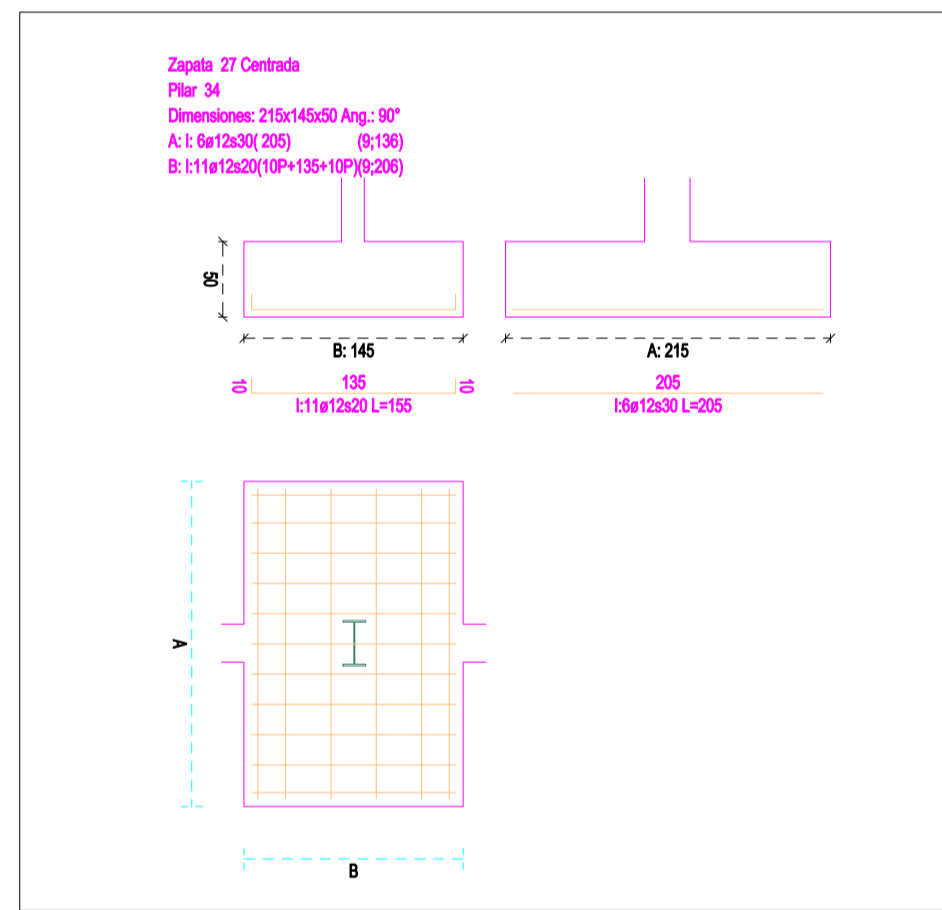 Zapata 27 Centrada
Pilar 34
Dimensiones: 215x145x50 Ang.: 90°
A: I: 6ø12s30( 205) (9;136)
B: I:11ø12s20(10P+135+10P)(9;206)
50
B: 145
A: 215
10 135 10
I:11ø12s20 L=155
205
I:6ø12s30 L=205
A
B